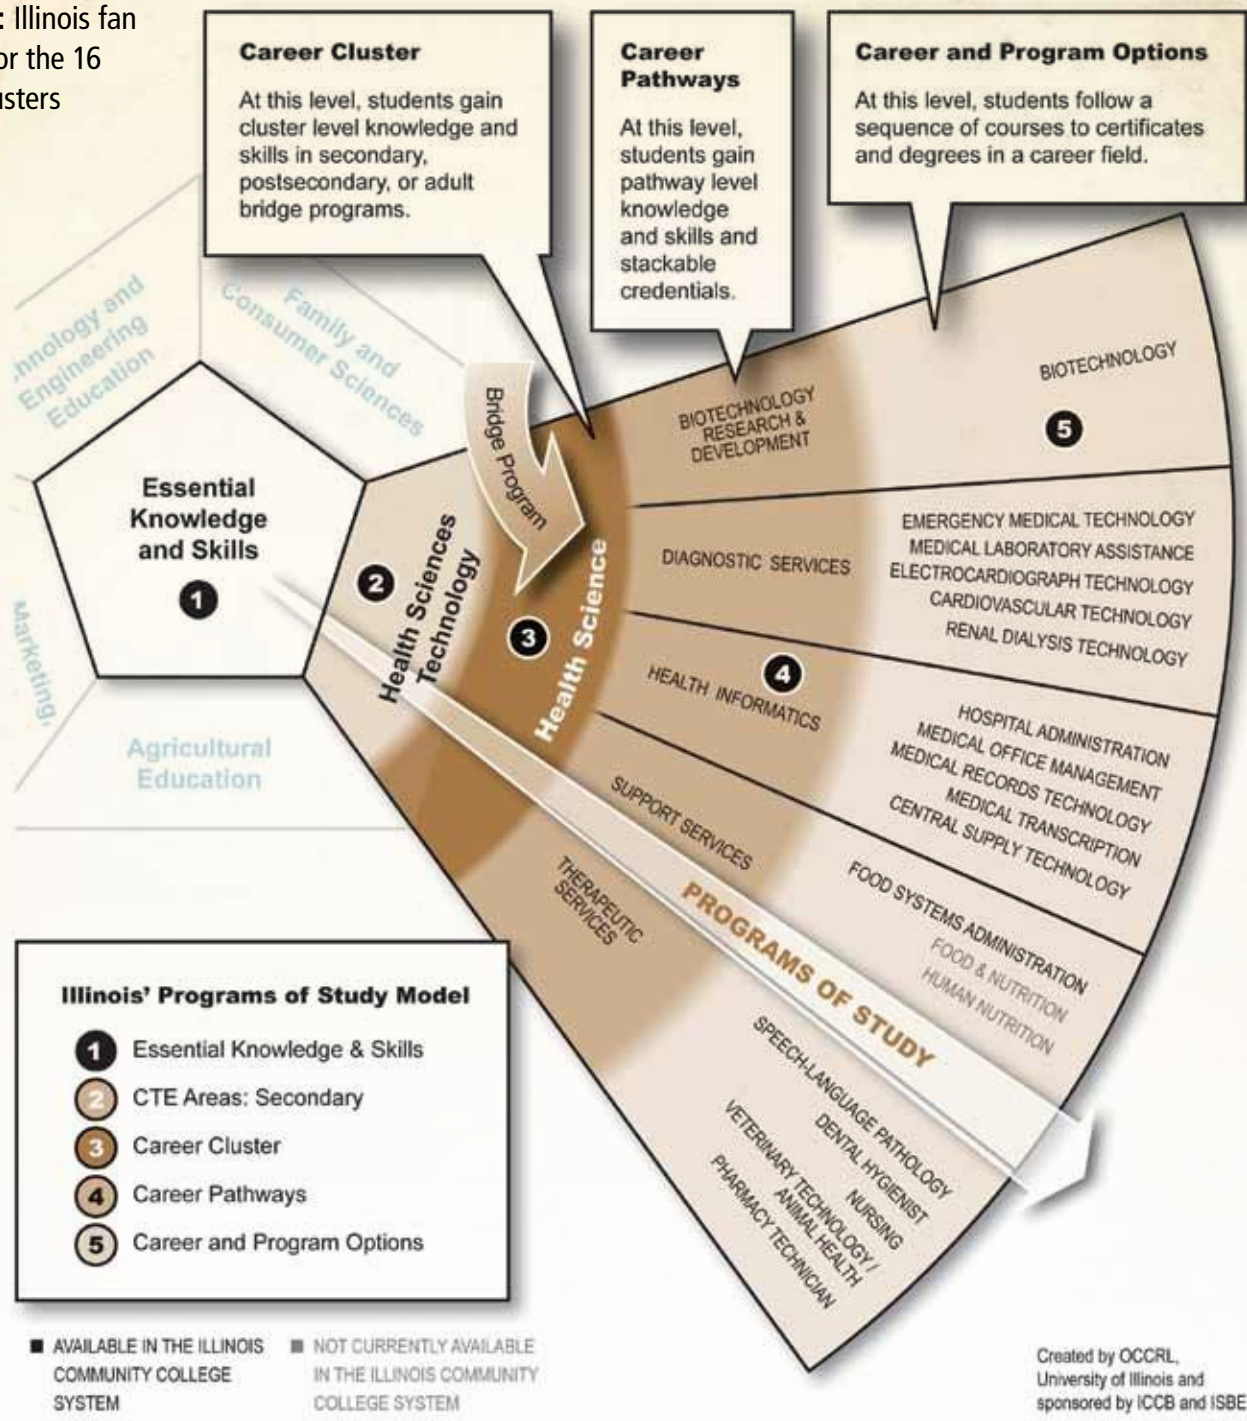 : Illinois fan
or the 16
usters
Career Cluster
At this level, students gain
cluster level knowledge and
skills in secondary,
postsecondary, or adult
bridge programs.
Career
Pathways
At this level,
students gain
pathway level
knowledge
and skills and
stackable
credentials.
Career and Program Options
At this level, students follow a
sequence of courses to certificates
and degrees in a career field.
hnology and
Engineering
Education
Family and
Consumer Sciences
Marketing,
Agricultural
Education
Essential
Knowledge
and Skills
1
2
Health Sciences
Technology
Bridge Program
3
Health Science
BIOTECHNOLOGY
RESEARCH &
DEVELOPMENT
DIAGNOSTIC SERVICES
HEALTH INFORMATICS
4
SUPPORT SERVICES
THERAPEUTIC
SERVICES
BIOTECHNOLOGY
5
EMERGENCY MEDICAL TECHNOLOGY
MEDICAL LABORATORY ASSISTANCE
ELECTROCARDIOGRAPH TECHNOLOGY
CARDIOVASCULAR TECHNOLOGY
RENAL DIALYSIS TECHNOLOGY
HOSPITAL ADMINISTRATION
MEDICAL OFFICE MANAGEMENT
MEDICAL RECORDS TECHNOLOGY
MEDICAL TRANSCRIPTION
CENTRAL SUPPLY TECHNOLOGY
FOOD SYSTEMS ADMINISTRATION
FOOD & NUTRITION
HUMAN NUTRITION
PROGRAMS OF STUDY
SPEECH-LANGUAGE PATHOLOGY
DENTAL HYGIENIST
NURSING
VETERINARY TECHNOLOGY /
ANIMAL HEALTH
PHARMACY TECHNICIAN
Illinois' Programs of Study Model
1 Essential Knowledge & Skills
2 CTE Areas: Secondary
3 Career Cluster
4 Career Pathways
5 Career and Program Options
AVAILABLE IN THE ILLINOIS
COMMUNITY COLLEGE
SYSTEM
NOT CURRENTLY AVAILABLE
IN THE ILLINOIS COMMUNITY
COLLEGE SYSTEM
Created by OCCRL,
University of Illinois and
sponsored by ICCB and ISBE